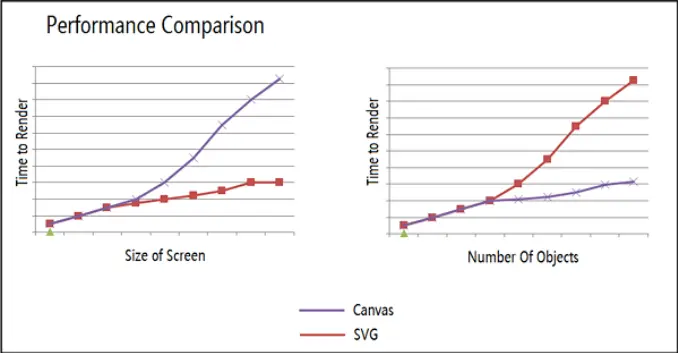 Performance Comparison
Time to Render
Size of Screen
Time to Render
Number Of Objects
Canvas
SVG